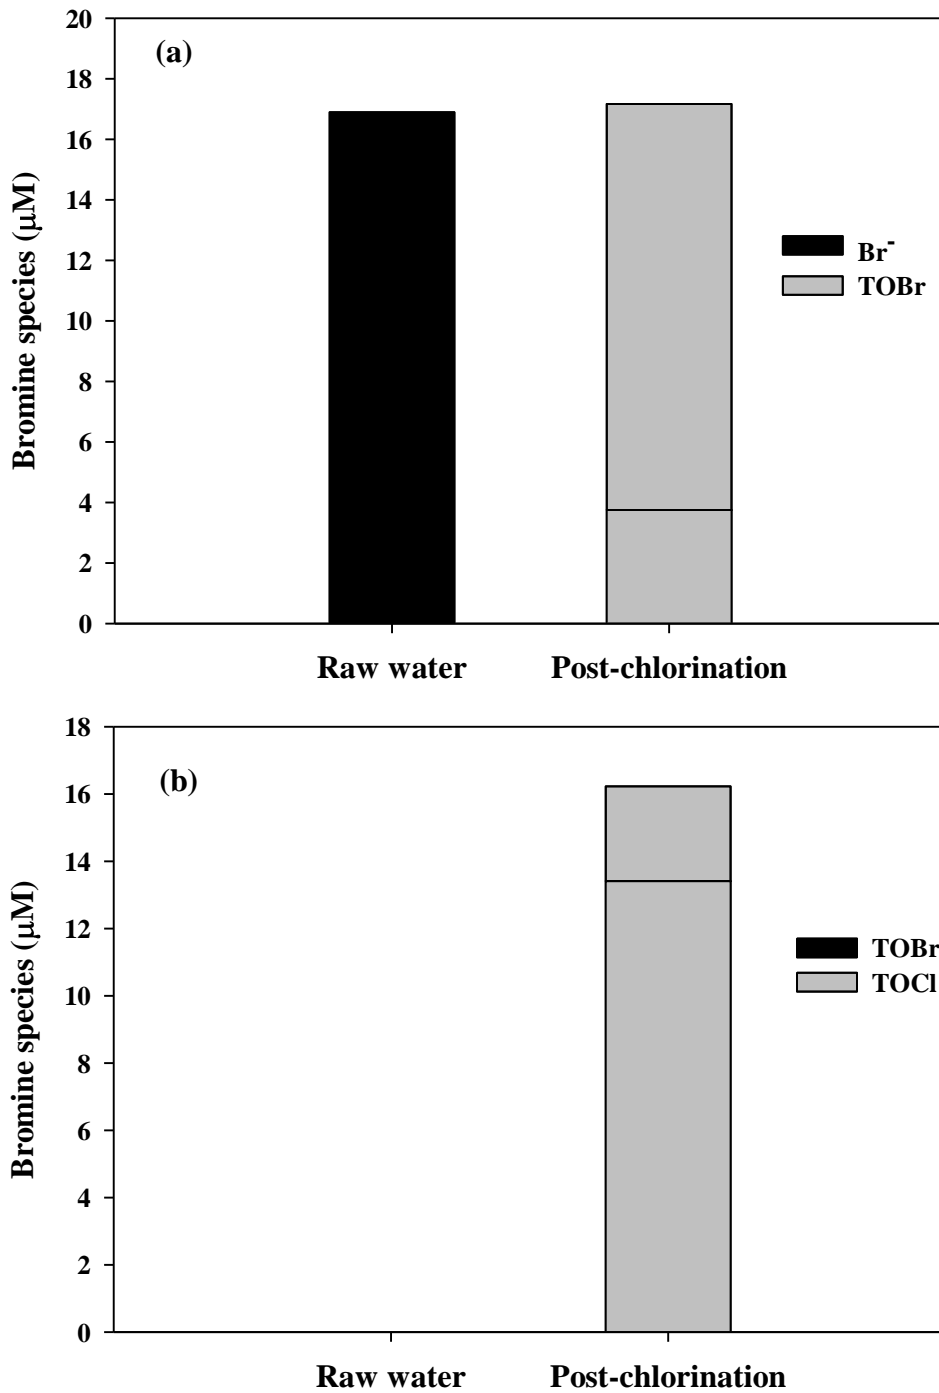 (a)
Bromine species (μM)
20
18
16
14
12
10
8
6
4
2
0
Br⁻
TOBr
Raw water
Post-chlorination
(b)
Bromine species (μM)
18
16
14
12
10
8
6
4
2
0
TOBr
TOCl
Raw water
Post-chlorination